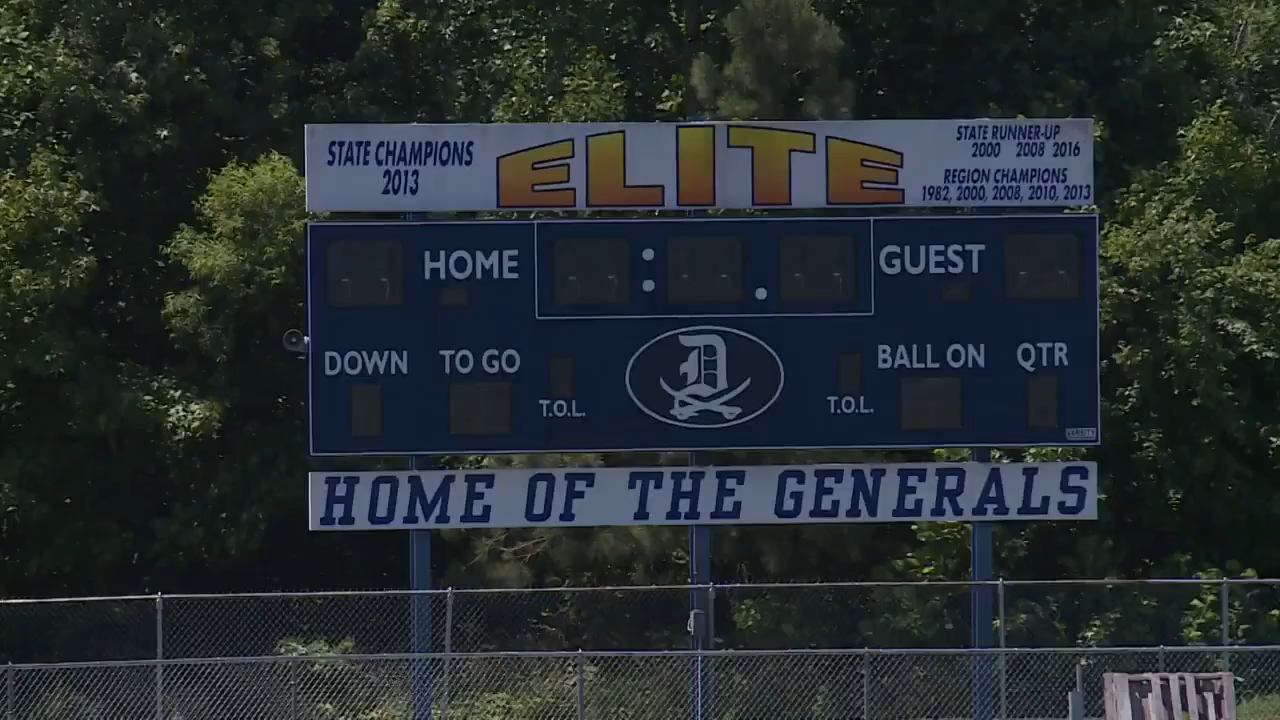 STATE CHAMPIONS
2013
ELITE
STATE RUNNER-UP
2000 2008 2016
REGION CHAMPIONS
1982, 2000, 2008, 2010, 2013
HOME
:
.
GUEST
DOWN
TO GO
T.O.L.
D
T.O.L.
BALL ON
QTR
VARSITY
HOME OF THE GENERALS